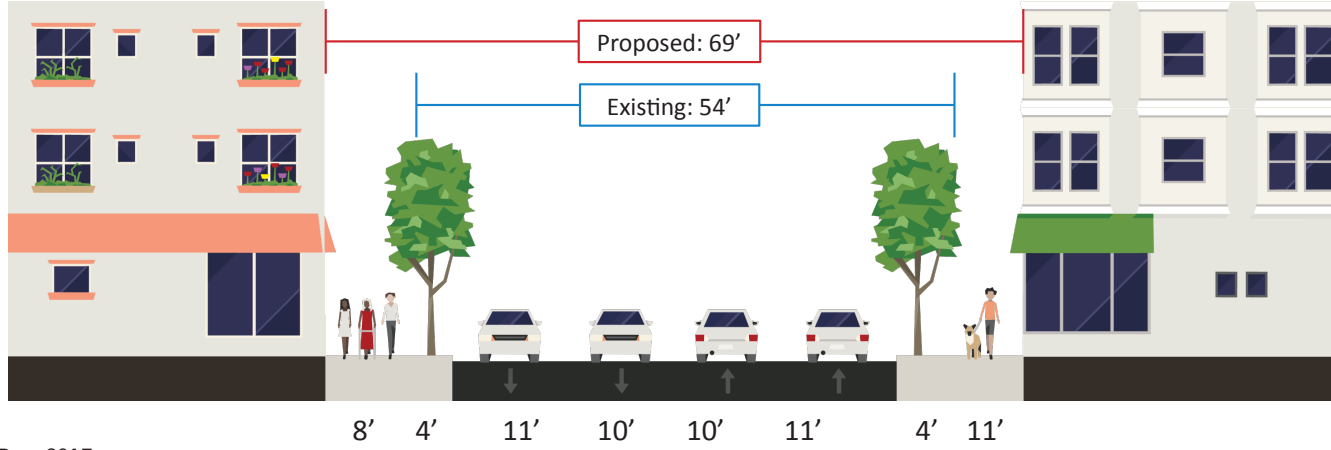 Proposed: 69’
Existing: 54’
8’ 4’ 11’ 10’ 10’ 11’ 4’ 11’